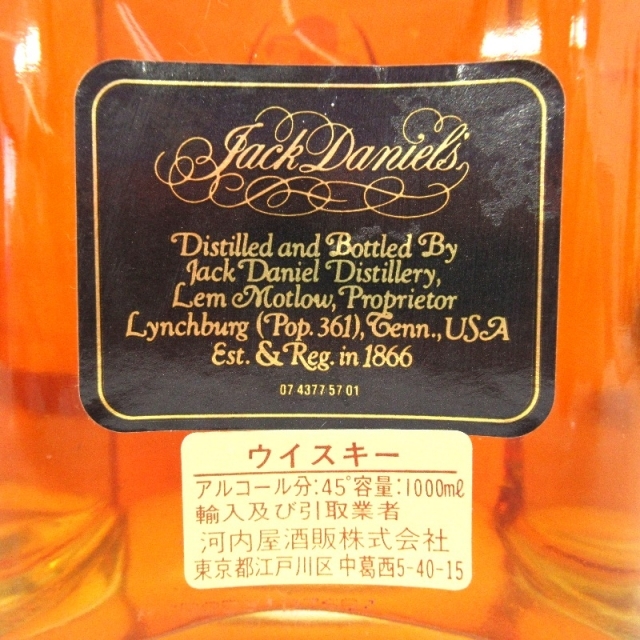 Jack Daniel's
Distilled and Bottled By
Jack Daniel Distillery,
Lem Motlow, Proprietor
Lynchburg (Pop. 361), Tenn., USA
Est. & Reg. in 1866
07 4377 57 01
ウイスキー
アルコール分:45°容量:1000ml
輸入及び引取業者
河内屋酒販株式会社
東京都江戸川区中葛西5-40-15